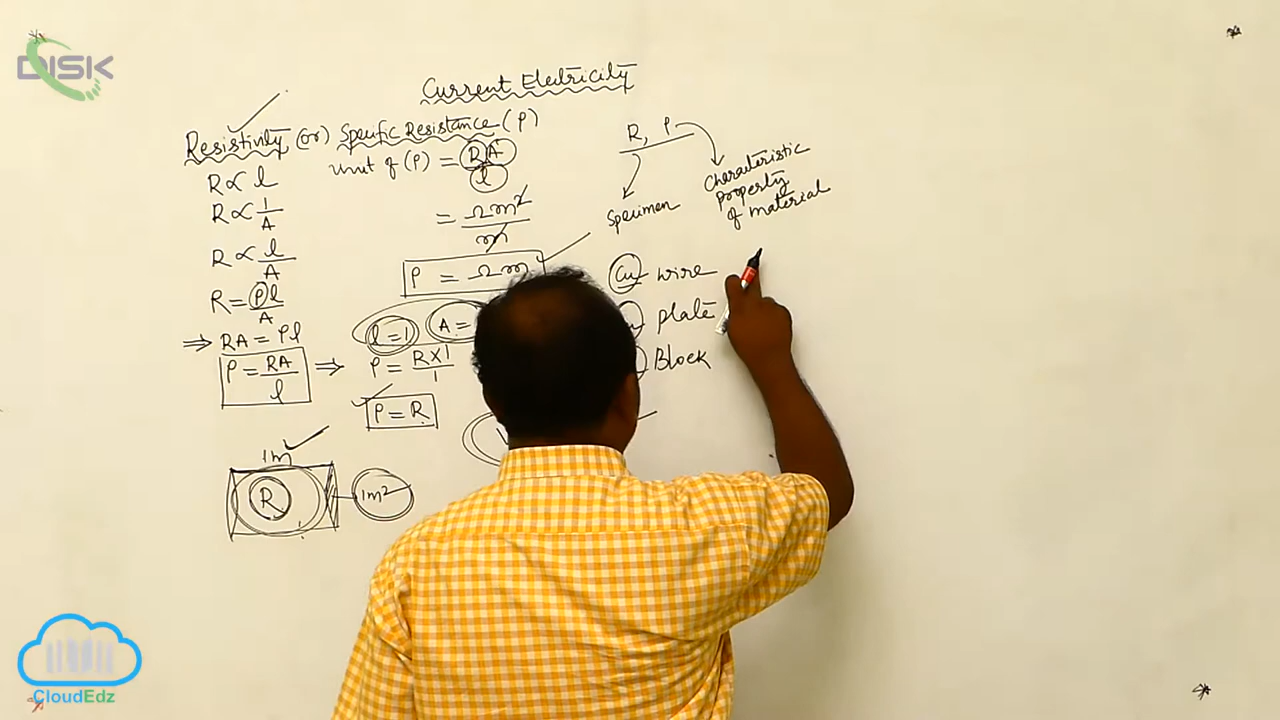 DISK
Current Electricity
Resistivity (or) Specific Resistance (ρ)
R ∝ l
R ∝ 1/A
R ∝ l/A
R = ρl/A
⇒ RA = ρl
ρ = RA/l ⇒
unit of (ρ) = RA/l
= Ωm²/m
ρ = Ωm
l = 1 A =
ρ = R×1/1
ρ = R
1m
R 1m²
R, ρ
Specimen
Characteristic
property
of material
Cu wire
plate
Block
CloudEdz